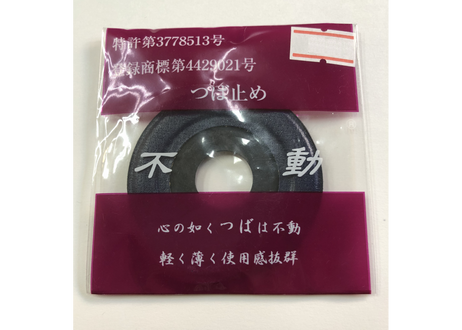 特許第3778513号
登録商標第4429021号
つば止め
不動
心の如くつばは不動
軽く薄く使用感抜群